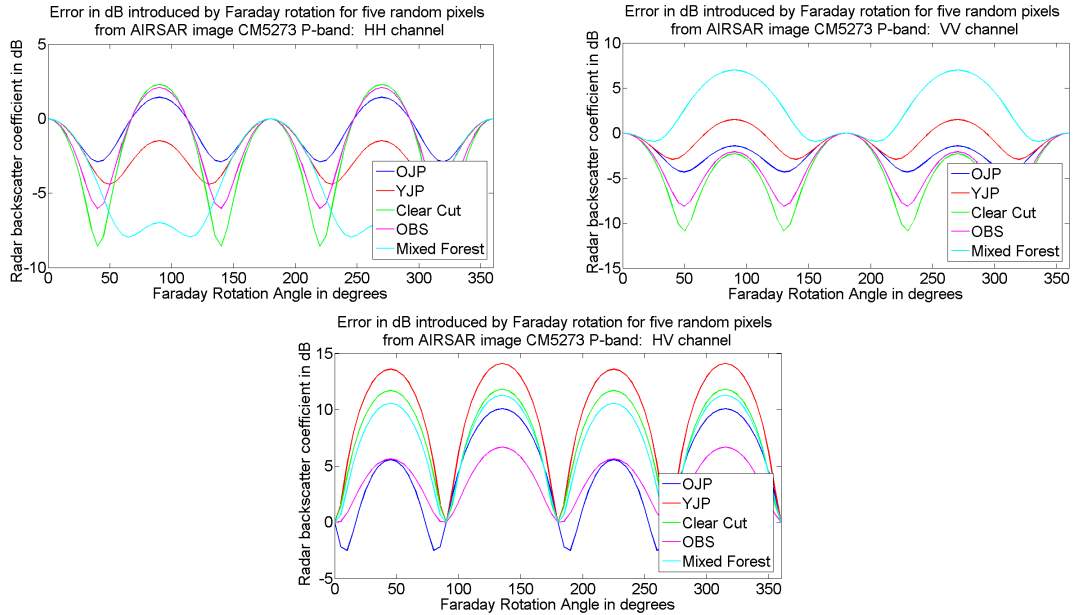 Error in dB introduced by Faraday rotation for five random pixels
from AIRSAR image CM5273 P-band: HH channel
Radar backscatter coefficient in dB
5
0
-5
-10
0 50 100 150 200 250 300 350
Faraday Rotation Angle in degrees
OJP
YJP
Clear Cut
OBS
Mixed Forest
Error in dB introduced by Faraday rotation for five random pixels
from AIRSAR image CM5273 P-band: VV channel
Radar backscatter coefficient in dB
10
5
0
-5
-10
-15
0 50 100 150 200 250 300 350
Faraday Rotation Angle in degrees
OJP
YJP
Clear Cut
OBS
Mixed Forest
Error in dB introduced by Faraday rotation for five random pixels
from AIRSAR image CM5273 P-band: HV channel
Radar backscatter coefficient in dB
15
10
5
0
-5
0 50 100 150 200 250 300 350
Faraday Rotation Angle in degrees
OJP
YJP
Clear Cut
OBS
Mixed Forest